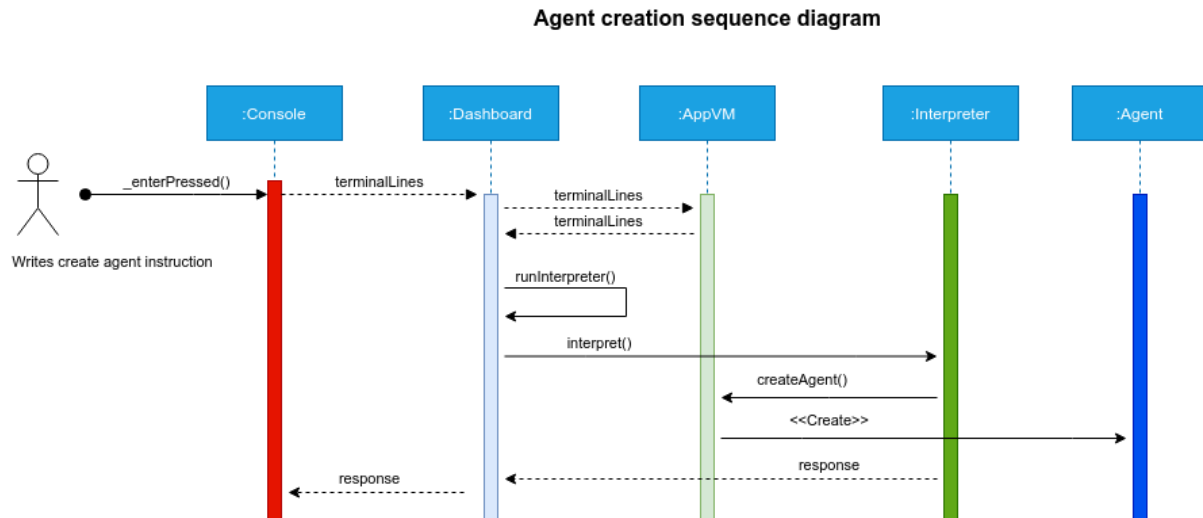 Agent creation sequence diagram
:Console
:Dashboard
:AppVM
:Interpreter
:Agent
_enterPressed()
terminalLines
terminalLines
terminalLines
Writes create agent instruction
runInterpreter()
interpret()
createAgent()
<<Create>>
response
response